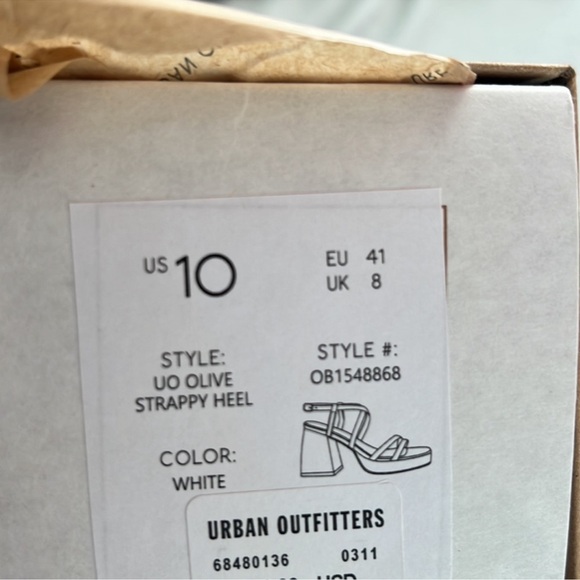 US 10
EU 41
UK 8
STYLE:
UO OLIVE
STRAPPY HEEL
STYLE #:
OB1548868
COLOR:
WHITE
URBAN OUTFITTERS
68480136 0311
USD